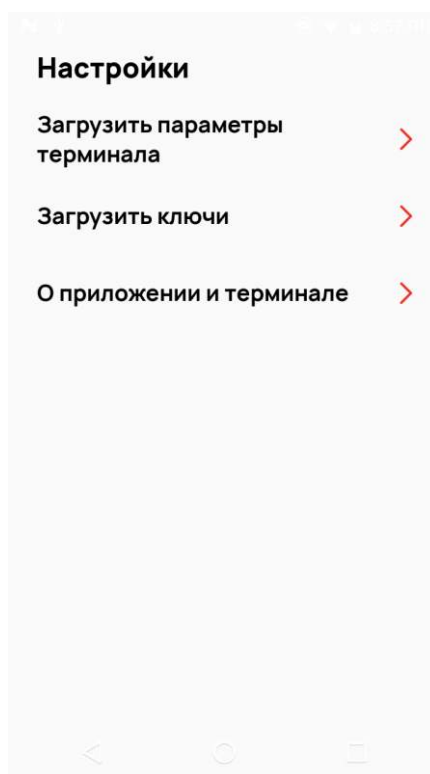 Настройки
Загрузить параметры
терминала
Загрузить ключи
О приложении и терминале